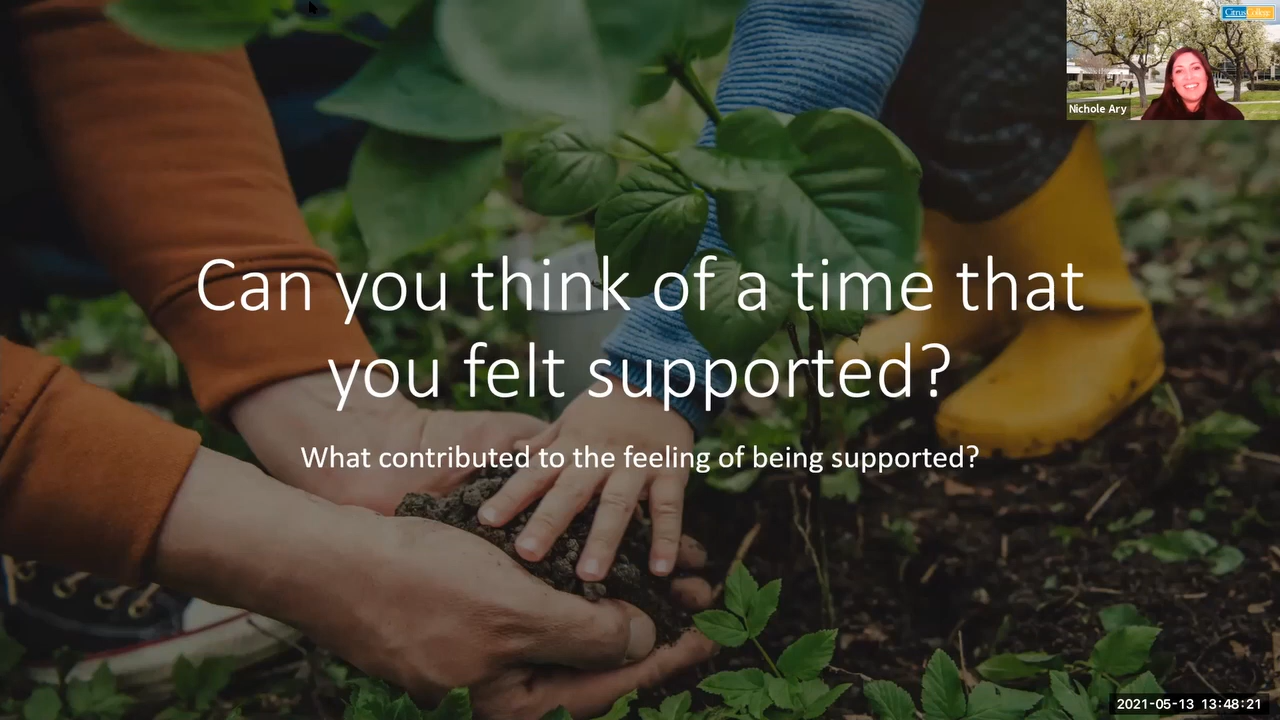 CitrusCollege
Nichole Ary
Can you think of a time that
you felt supported?
What contributed to the feeling of being supported?
2021-05-13 13:48:21